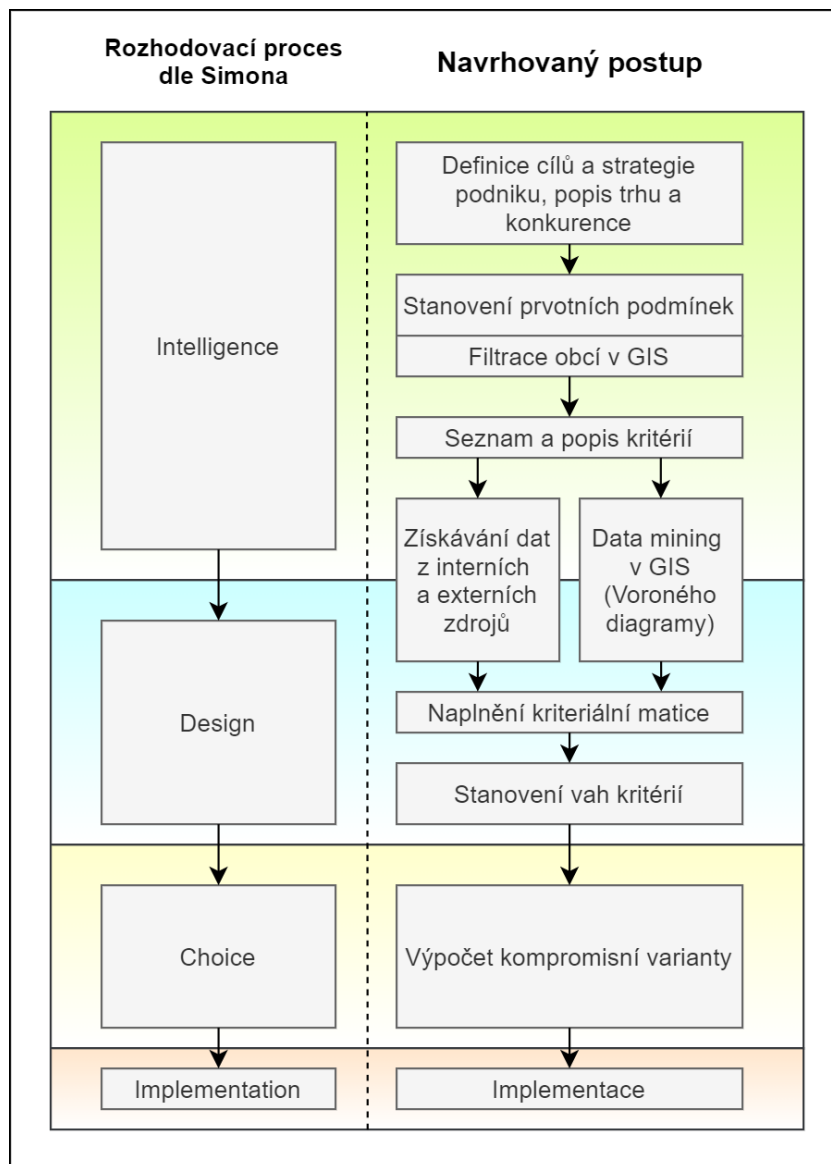 Rozhodovací proces
dle Simona
Navrhovaný postup
Intelligence
Definice cílů a strategie
podniku, popis trhu a
konkurence
Stanovení prvotních podmínek
Filtrace obcí v GIS
Seznam a popis kritérií
Získávání dat
z interních
a externích
zdrojů
Data mining
v GIS
(Voroného
diagramy)
Design
Naplnění kriteriální matice
Stanovení vah kritérií
Choice
Výpočet kompromisní varianty
Implementation
Implementace